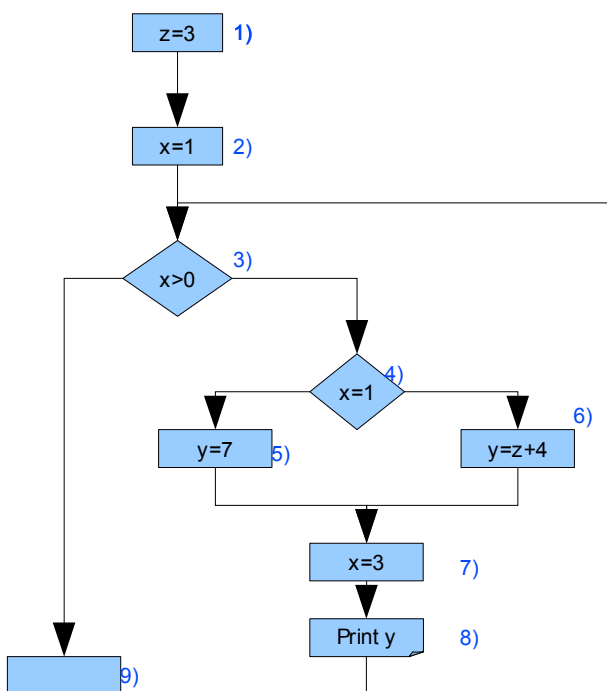 z=3 1)
x=1 2)
3)
x>0
4)
x=1
6)
y=7 5)
y=z+4
x=3 7)
Print y 8)
9)